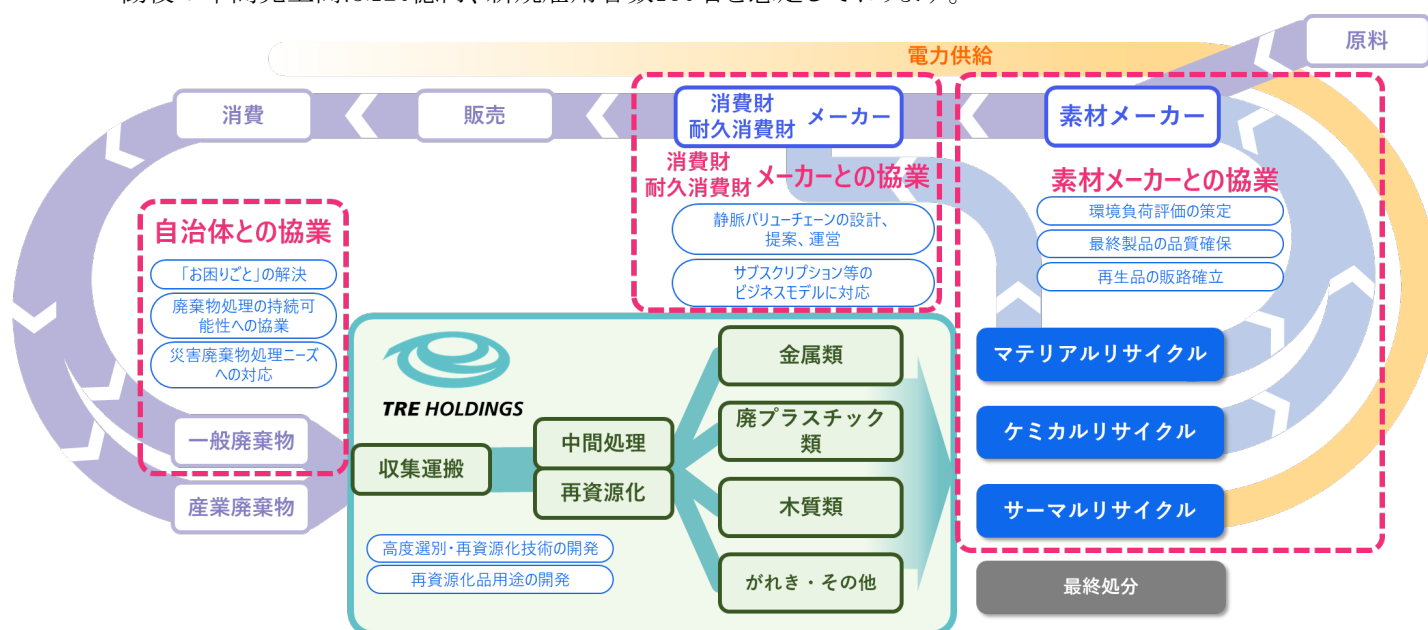 原料
電力供給
消費
販売
消費財
耐久消費財
メーカー
素材メーカー
消費財
耐久消費財
メーカーとの協業
静脈バリューチェーンの設計、
提案、運営
サブスクリプション等の
ビジネスモデルに対応
素材メーカーとの協業
環境負荷評価の策定
最終製品の品質確保
再生品の販路確立
自治体との協業
「お困りごと」の解決
廃棄物処理の持続可
能性への協業
災害廃棄物処理ニーズ
への対応
一般廃棄物
産業廃棄物
TRE HOLDINGS
収集運搬
中間処理
再資源化
金属類
廃プラスチック
類
木質類
がれき・その他
高度選別・再資源化技術の開発
再資源化品用途の開発
マテリアルリサイクル
ケミカルリサイクル
サーマルリサイクル
最終処分